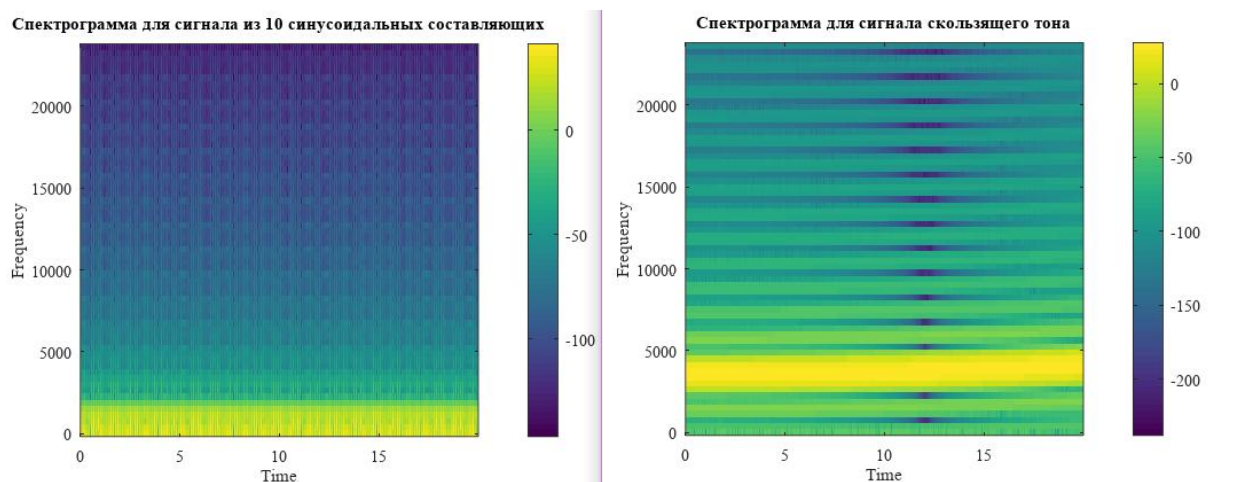 Спектрограмма для сигнала из 10 синусоидальных составляющих
Frequency
20000
15000
10000
5000
0
0 5 10 15
Time
0
-50
-100
Спектрограмма для сигнала скользящего тона
Frequency
20000
15000
10000
5000
0
0 5 10 15
Time
0
-50
-100
-150
-200